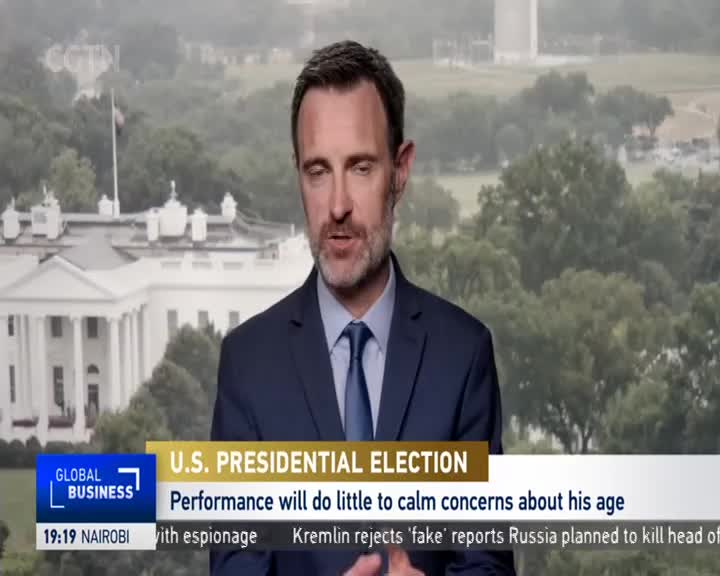 CGTN
U.S. PRESIDENTIAL ELECTION
GLOBAL
BUSINESS
Performance will do little to calm concerns about his age
19:19 NAIROBI
with espionage Kremlin rejects 'fake' reports Russia planned to kill head of